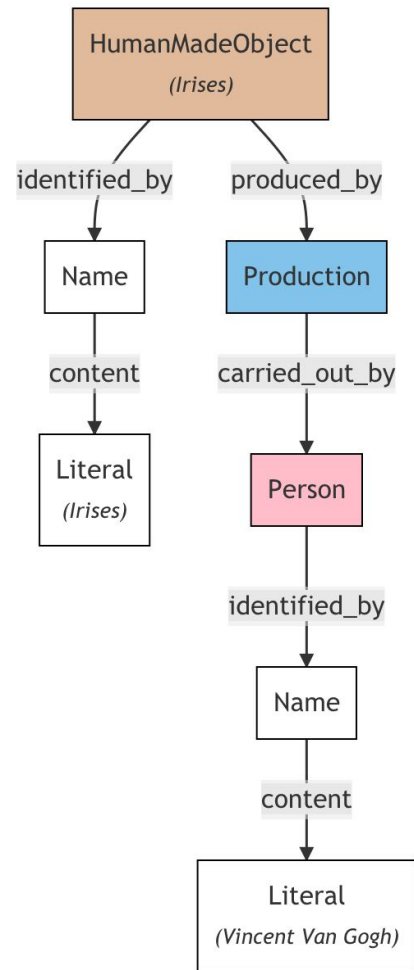 HumanMadeObject
(Irises)
identified_by
produced_by
Name
Production
content
carried_out_by
Literal
(Irises)
Person
identified_by
Name
content
Literal
(Vincent Van Gogh)